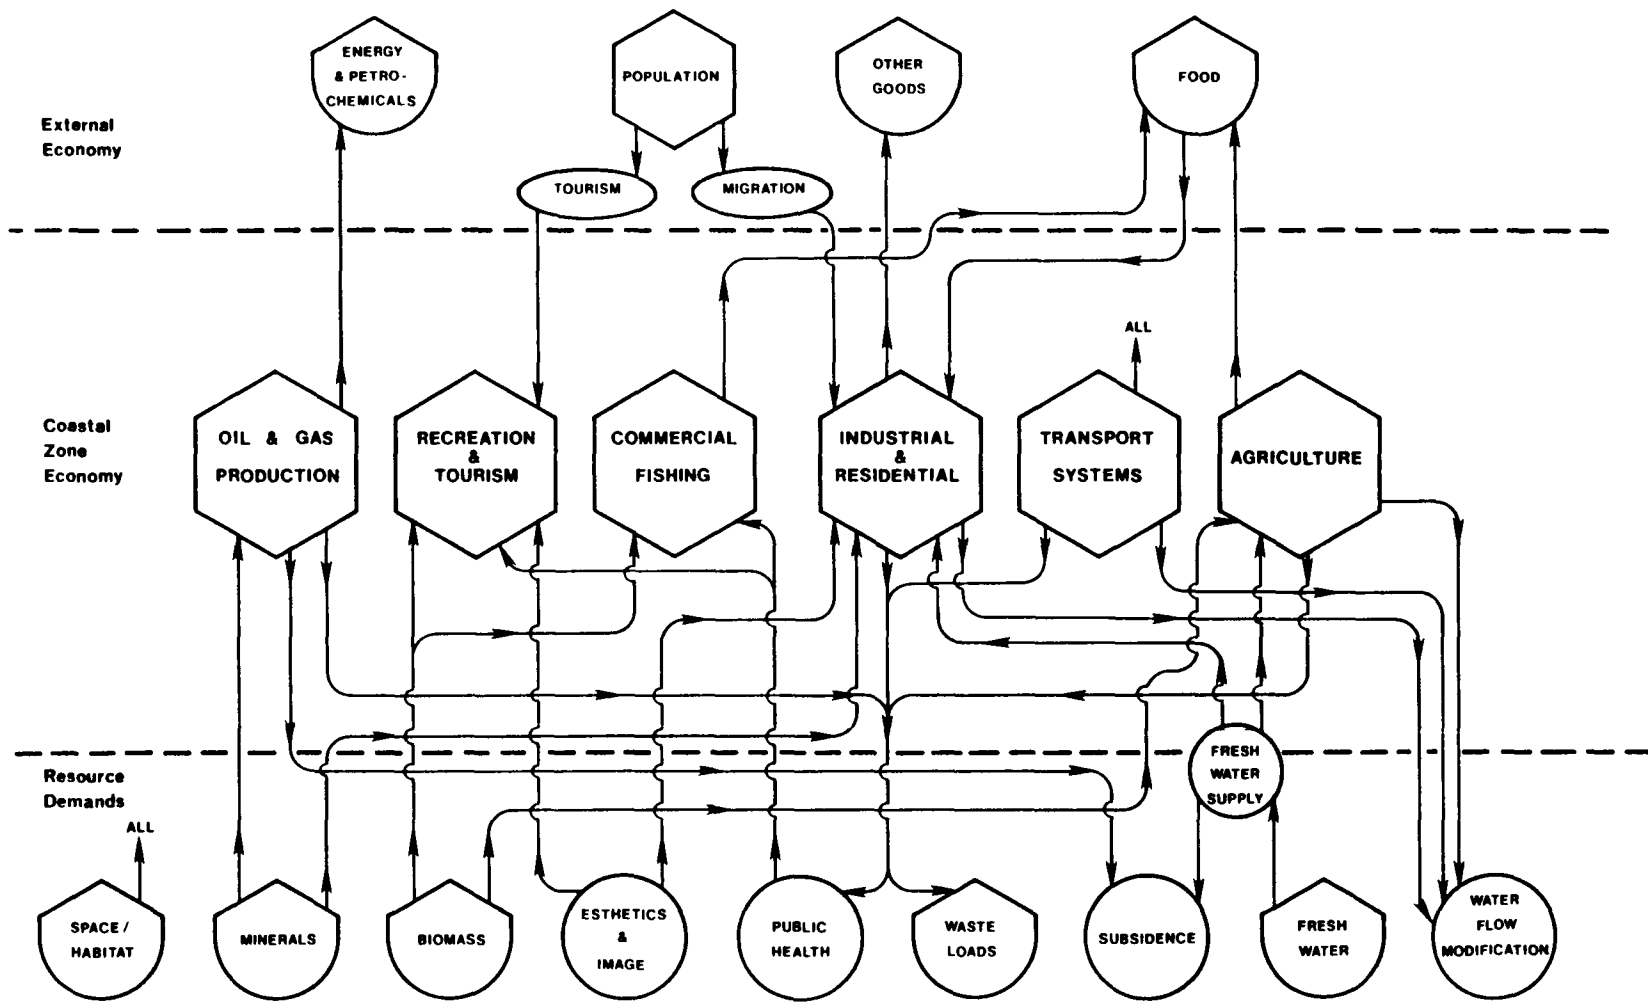 ENERGY
& PETRO-
CHEMICALS
POPULATION
OTHER
GOODS
FOOD
External
Economy
TOURISM
MIGRATION
ALL
Coastal
Zone
Economy
OIL & GAS
PRODUCTION
RECREATION
&
TOURISM
COMMERCIAL
FISHING
INDUSTRIAL
&
RESIDENTIAL
TRANSPORT
SYSTEMS
AGRICULTURE
Resource
Demands
FRESH
WATER
SUPPLY
ALL
SPACE /
HABITAT
MINERALS
BIOMASS
ESTHETICS
&
IMAGE
PUBLIC
HEALTH
WASTE
LOADS
SUBSIDENCE
FRESH
WATER
WATER
FLOW
MODIFICATION